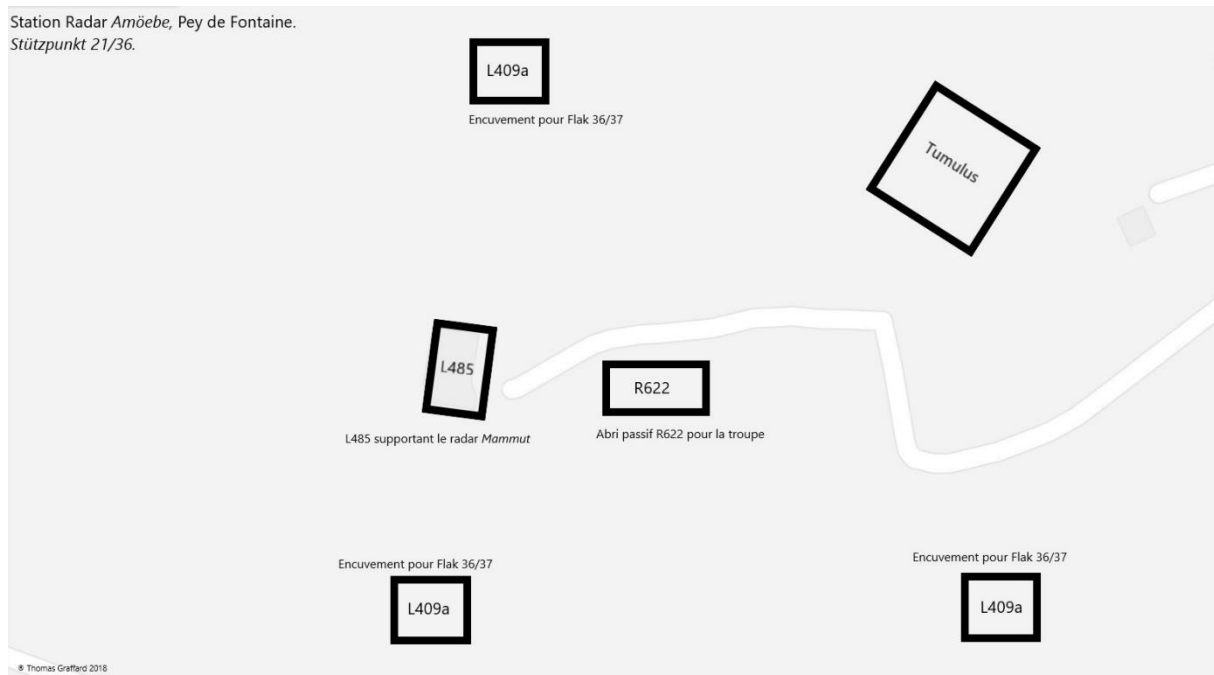 Station Radar Amöebe, Pey de Fontaine.
Stützpunkt 21/36.
L409a
Encuvement pour Flak 36/37
Tumulus
L485
L485 supportant le radar Mammut
R622
Abri passif R622 pour la troupe
Encuvement pour Flak 36/37
L409a
Encuvement pour Flak 36/37
L409a
® Thomas Graffard 2018